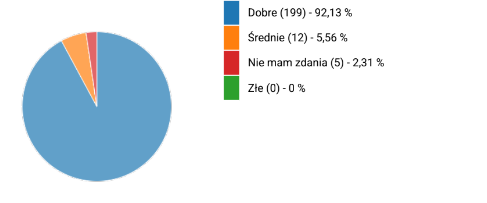 Dobre (199) - 92,13 %
Średnie (12) - 5,56 %
Nie mam zdania (5) - 2,31 %
Złe (0) - 0 %